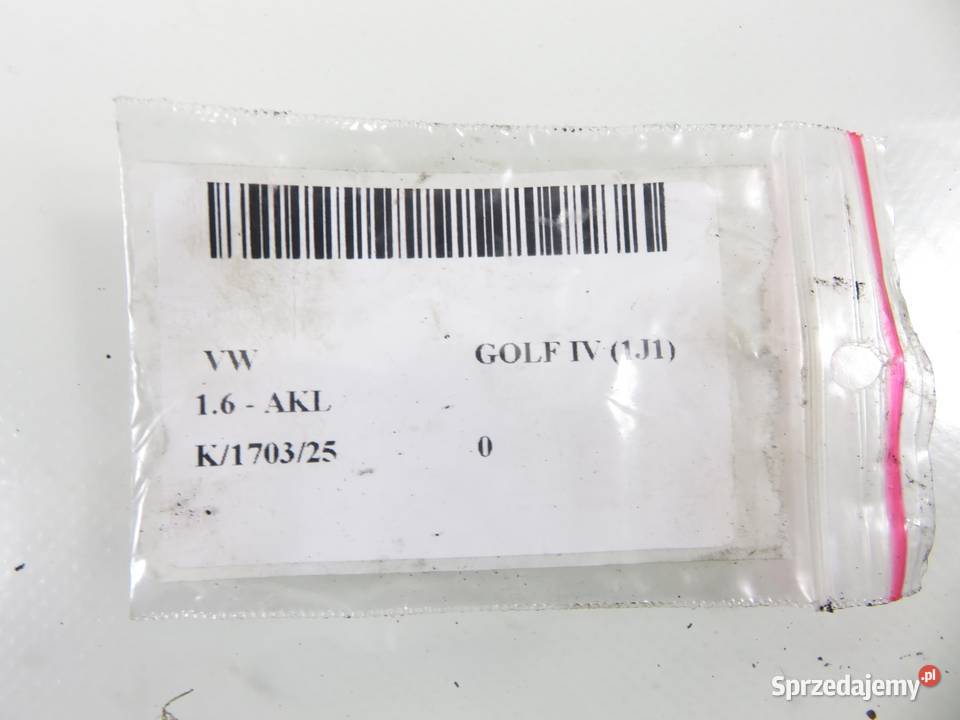 VW GOLF IV (1J1)
1.6 - AKL
K/1703/25 0
Sprzedajemy.pl